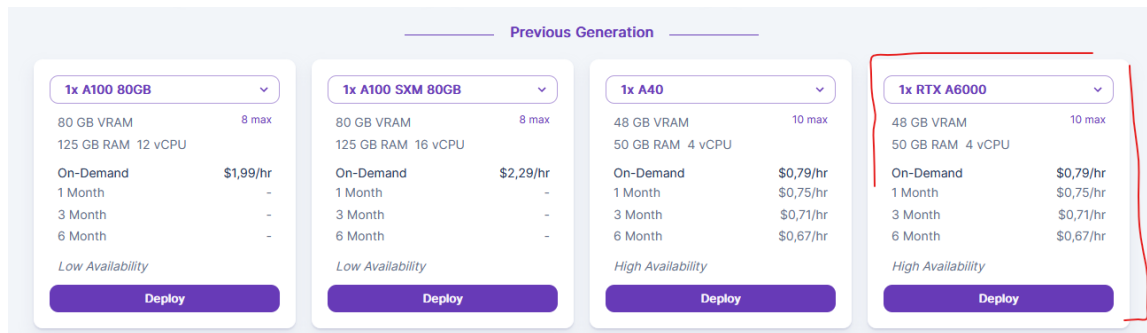 Previous Generation
1x A100 80GB
80 GB VRAM 8 max
125 GB RAM 12 vCPU
On-Demand $1,99/hr
1 Month -
3 Month -
6 Month -
Low Availability
Deploy
1x A100 SXM 80GB
80 GB VRAM 8 max
125 GB RAM 16 vCPU
On-Demand $2,29/hr
1 Month -
3 Month -
6 Month -
Low Availability
Deploy
1x A40
48 GB VRAM 10 max
50 GB RAM 4 vCPU
On-Demand $0,79/hr
1 Month $0,75/hr
3 Month $0,71/hr
6 Month $0,67/hr
High Availability
Deploy
1x RTX A6000
48 GB VRAM 10 max
50 GB RAM 4 vCPU
On-Demand $0,79/hr
1 Month $0,75/hr
3 Month $0,71/hr
6 Month $0,67/hr
High Availability
Deploy